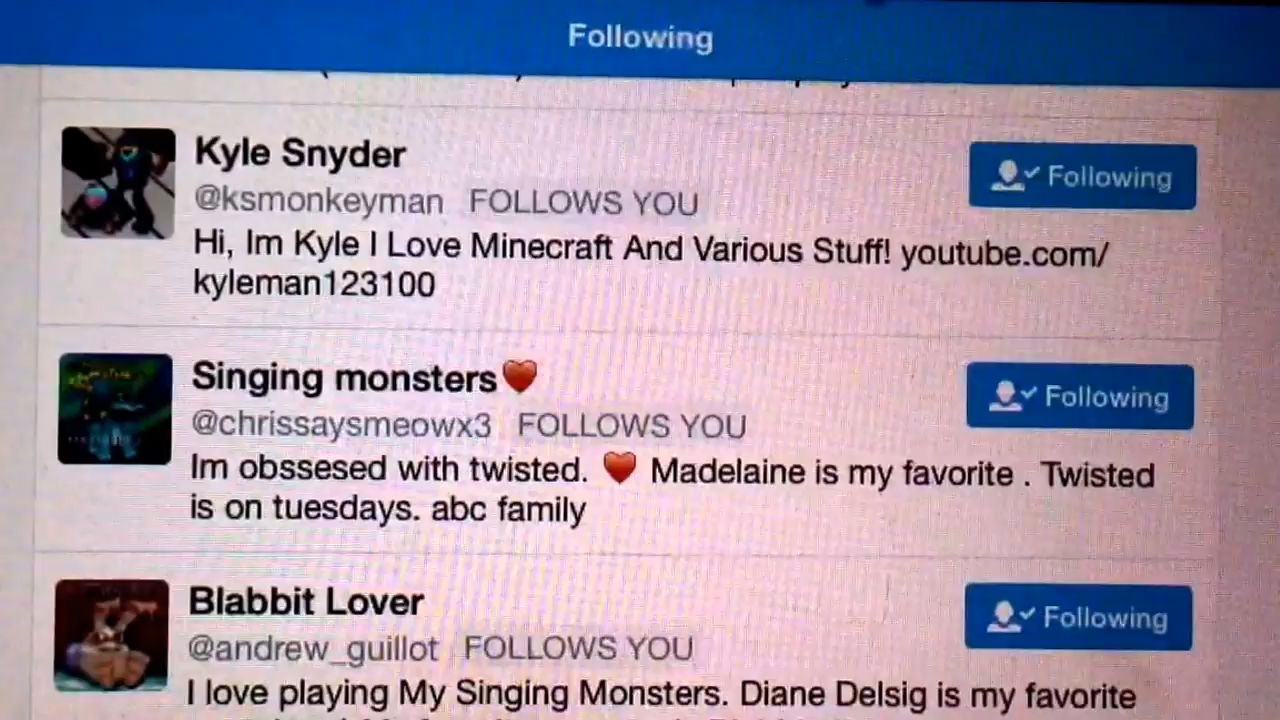 Following
Kyle Snyder
Following
@ksmonkeyman FOLLOWS YOU
Hi, Im Kyle I Love Minecraft And Various Stuff! youtube.com/
kyleman123100
Singing monsters❤️
Following
@chrissaysmeowx3 FOLLOWS YOU
Im obssesed with twisted. ❤️ Madelaine is my favorite . Twisted
is on tuesdays. abc family
Blabbit Lover
Following
@andrew_guillot FOLLOWS YOU
I love playing My Singing Monsters. Diane Delsig is my favorite